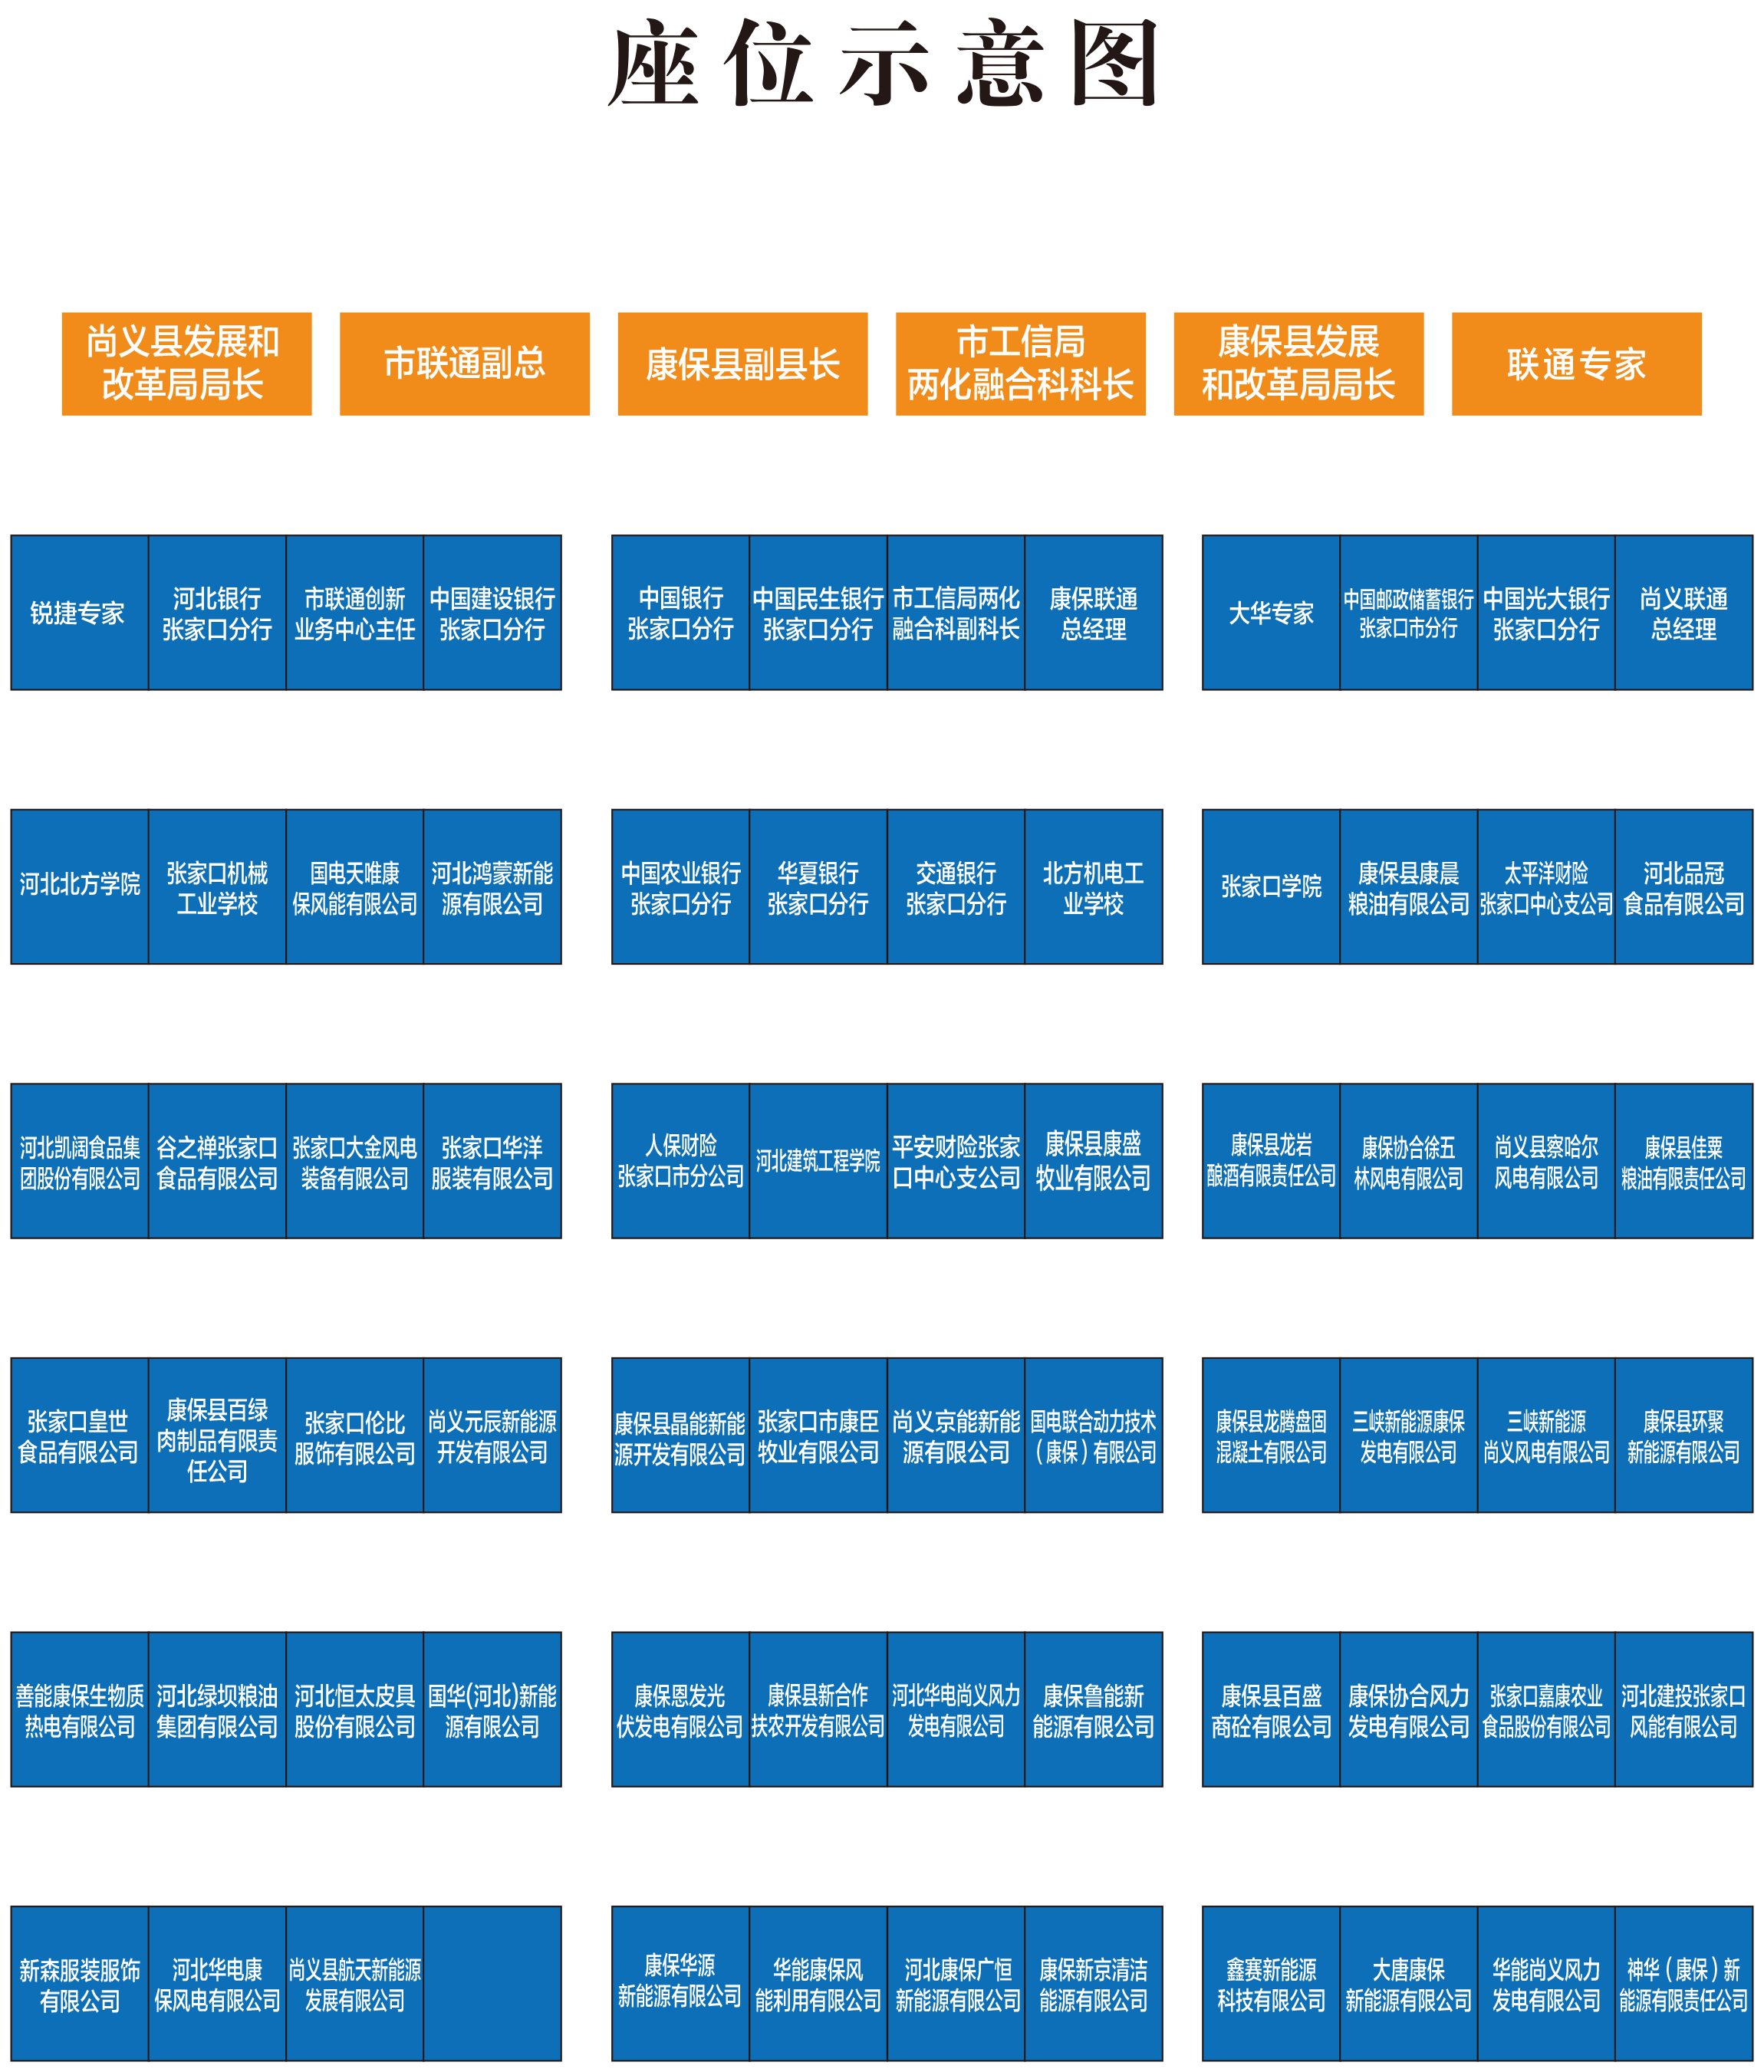 座位示意图
尚义县发展和
改革局局长
市联通副总
康保县副县长
市工信局
两化融合科科长
康保县发展
和改革局局长
联通专家
锐捷专家
河北银行
张家口分行
市联通创新
业务中心主任
中国建设银行
张家口分行
中国银行
张家口分行
中国民生银行
张家口分行
市工信局两化
融合科副科长
康保联通
总经理
大华专家
中国邮政储蓄银行
张家口市分行
中国光大银行
张家口分行
尚义联通
总经理
河北北方学院
张家口机械
工业学校
国电天唯康
保风能有限公司
河北鸿蒙新能
源有限公司
中国农业银行
张家口分行
华夏银行
张家口分行
交通银行
张家口分行
北方机电工
业学校
张家口学院
康保县康晨
粮油有限公司
太平洋财险
张家口中心支公司
河北品冠
食品有限公司
河北凯阔食品集
团股份有限公司
谷之禅张家口
食品有限公司
张家口大金风电
装备有限公司
张家口华洋
服装有限公司
人保财险
张家口市分公司
河北建筑工程学院
平安财险张家
口中心支公司
康保县康盛
牧业有限公司
康保县龙岩
酿酒有限责任公司
康保协合徐五
林风电有限公司
尚义县察哈尔
风电有限公司
康保县佳粟
粮油有限责任公司
张家口皇世
食品有限公司
康保县百绿
肉制品有限责
任公司
张家口伦比
服饰有限公司
尚义元辰新能源
开发有限公司
康保县晶能新能
源开发有限公司
张家口市康臣
牧业有限公司
尚义京能新能
源有限公司
国电联合动力技术
（康保）有限公司
康保县龙腾盘固
混凝土有限公司
三峡新能源康保
发电有限公司
三峡新能源
尚义风电有限公司
康保县环聚
新能源有限公司
善能康保生物质
热电有限公司
河北绿坝粮油
集团有限公司
河北恒太皮具
股份有限公司
国华(河北)新能
源有限公司
康保恩发光
伏发电有限公司
康保县新合作
扶农开发有限公司
河北华电尚义风力
发电有限公司
康保鲁能新
能源有限公司
康保县百盛
商砼有限公司
康保协合风力
发电有限公司
张家口嘉康农业
食品股份有限公司
河北建投张家口
风能有限公司
新森服装服饰
有限公司
河北华电康
保风电有限公司
尚义县航天新能源
发展有限公司
康保华源
新能源有限公司
华能康保风
能利用有限公司
河北康保广恒
新能源有限公司
康保新京清洁
能源有限公司
鑫赛新能源
科技有限公司
大唐康保
新能源有限公司
华能尚义风力
发电有限公司
神华（康保）新
能源有限责任公司